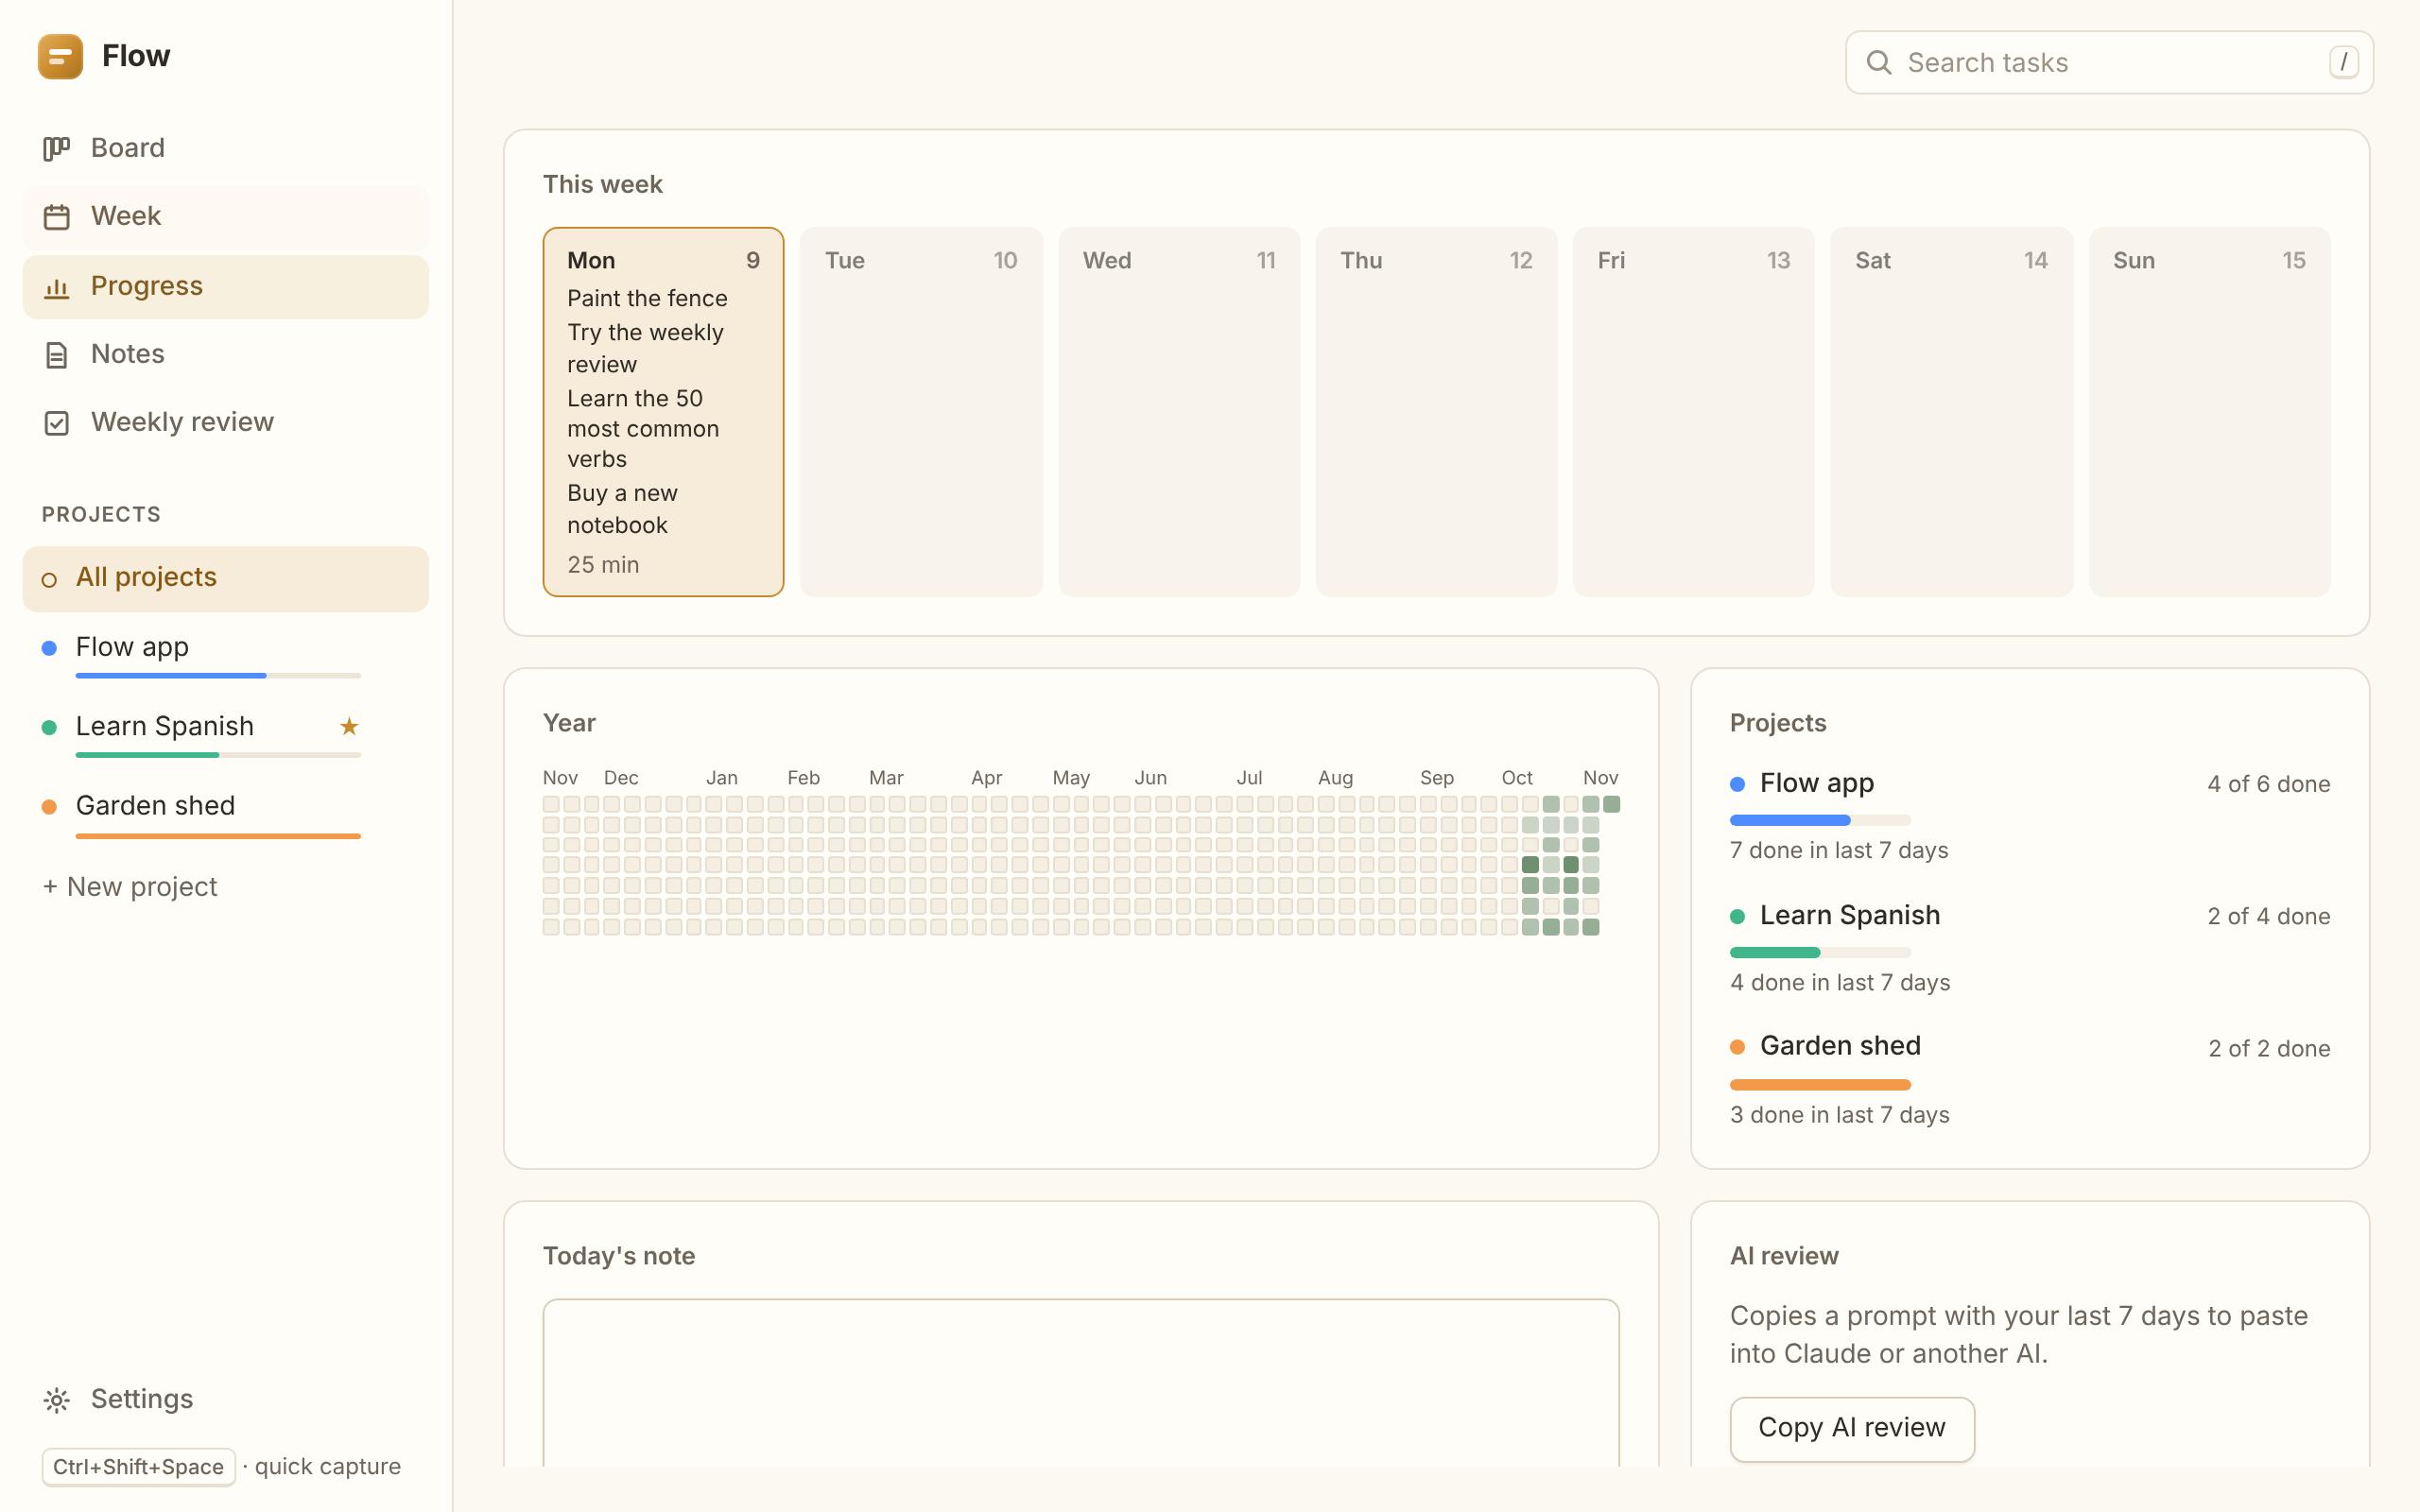 Flow
Board
Week
Progress
Notes
Weekly review
PROJECTS
All projects
Flow app
Learn Spanish
Garden shed
+ New project
Settings
Ctrl+Shift+Space · quick capture
Search tasks /
This week
Mon 9
Paint the fence
Try the weekly
review
Learn the 50
most common
verbs
Buy a new
notebook
25 min
Tue 10
Wed 11
Thu 12
Fri 13
Sat 14
Sun 15
Year
Nov Dec Jan Feb Mar Apr May Jun Jul Aug Sep Oct Nov
Projects
Flow app 4 of 6 done
7 done in last 7 days
Learn Spanish 2 of 4 done
4 done in last 7 days
Garden shed 2 of 2 done
3 done in last 7 days
Today's note
AI review
Copies a prompt with your last 7 days to paste
into Claude or another AI.
Copy AI review